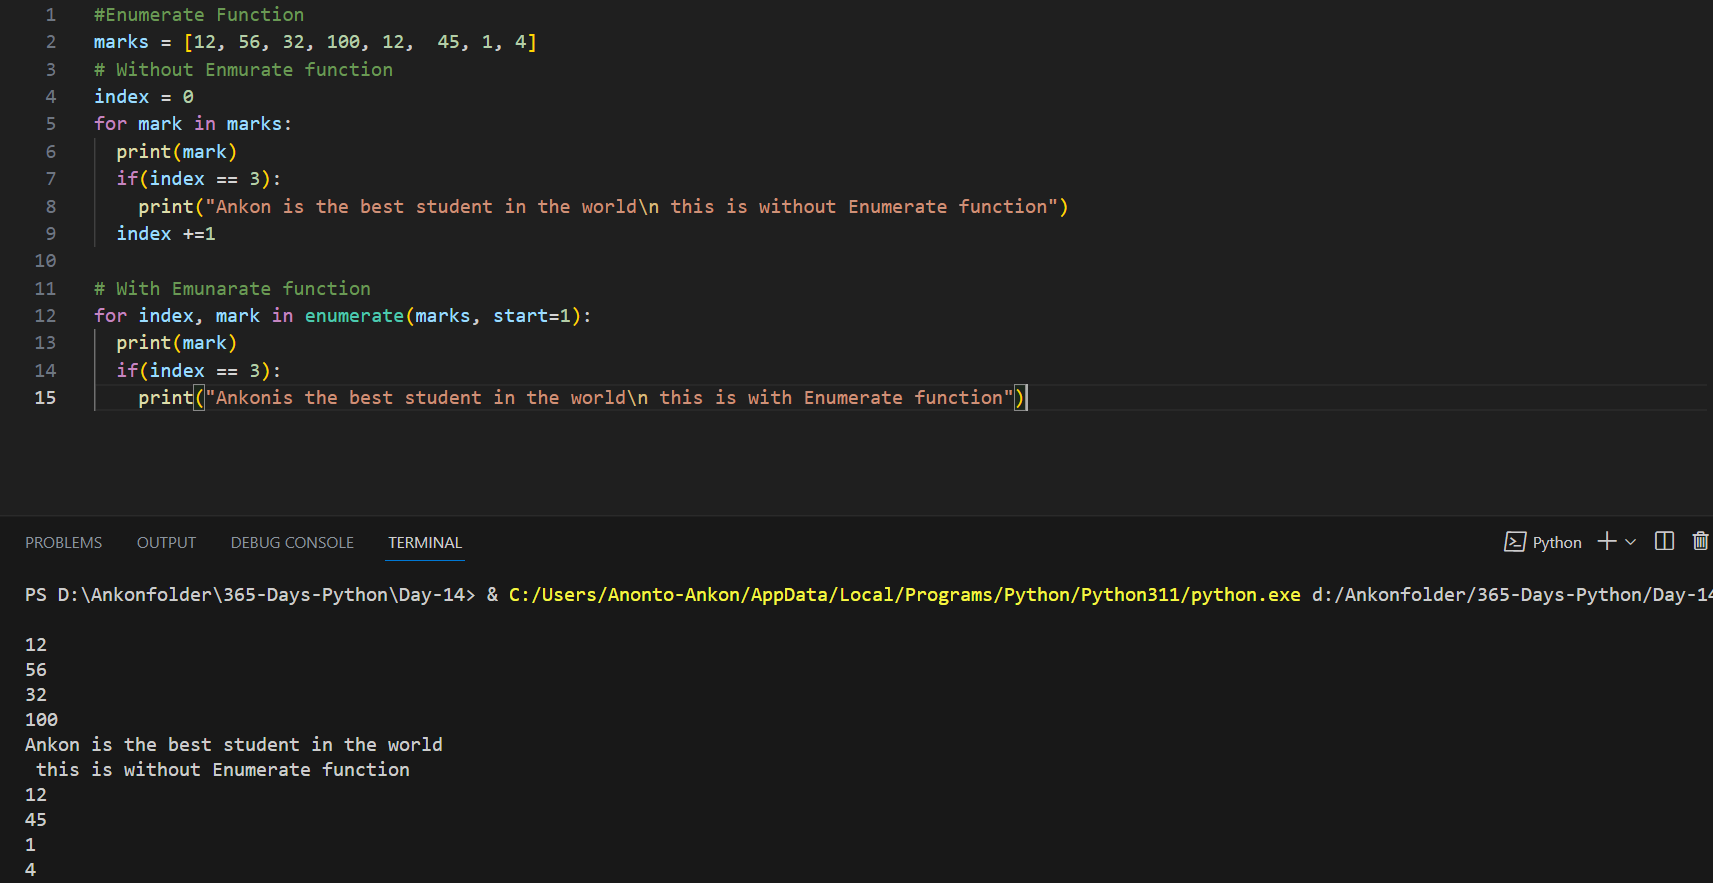 1 #Enumerate Function
2 marks = [12, 56, 32, 100, 12,  45, 1, 4]
3 # Without Enmurate function
4 index = 0
5 for mark in marks:
6   print(mark)
7   if(index == 3):
8     print("Ankon is the best student in the world\n this is without Enumerate function")
9   index +=1
10
11 # With Emunarate function
12 for index, mark in enumerate(marks, start=1):
13   print(mark)
14   if(index == 3):
15     print("Ankonis the best student in the world\n this is with Enumerate function")
PROBLEMS OUTPUT DEBUG CONSOLE TERMINAL Python
PS D:\Ankonfolder\365-Days-Python\Day-14> & C:/Users/Anonto-Ankon/AppData/Local/Programs/Python/Python311/python.exe d:/Ankonfolder/365-Days-Python/Day-14
12
56
32
100
Ankon is the best student in the world
 this is without Enumerate function
12
45
1
4